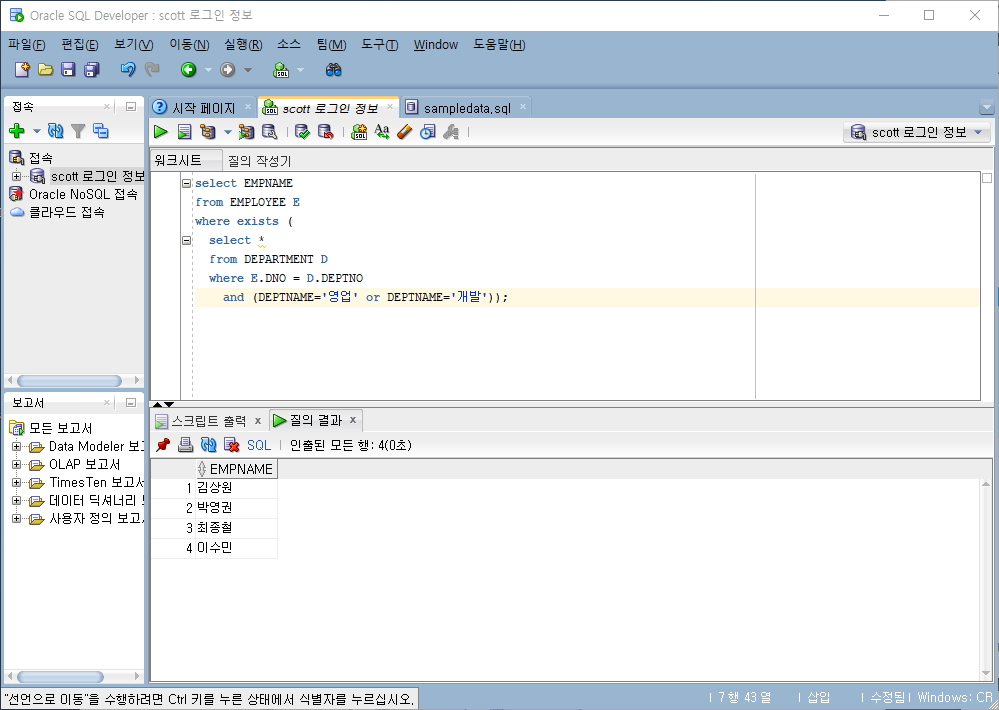 Oracle SQL Developer : scott 로그인 정보
파일(F) 편집(E) 보기(V) 이동(N) 실행(R) 소스 팀(M) 도구(T) Window 도움말(H)
접속
시작 페이지 scott 로그인 정보 sampledata.sql
scott 로그인 정보
접속
scott 로그인 정보
Oracle NoSQL 접속
클라우드 접속
워크시트 질의 작성기
select EMPNAME
from EMPLOYEE E
where exists (
select *
from DEPARTMENT D
where E.DNO = D.DEPTNO
and (DEPTNAME='영업' or DEPTNAME='개발'));
보고서
모든 보고서
Data Modeler 보고
OLAP 보고서
TimesTen 보고서
데이터 딕셔너리
사용자 정의 보고서
스크립트 출력 x 질의 결과 x
SQL | 인출된 모든 행: 4(0초)
EMPNAME
1 김상원
2 박영권
3 최종철
4 이수민
"선언으로 이동"을 수행하려면 Ctrl 키를 누른 상태에서 식별자를 누르십시오.
7 행 43 열 | 삽입 | 수정됨 | Windows: CR